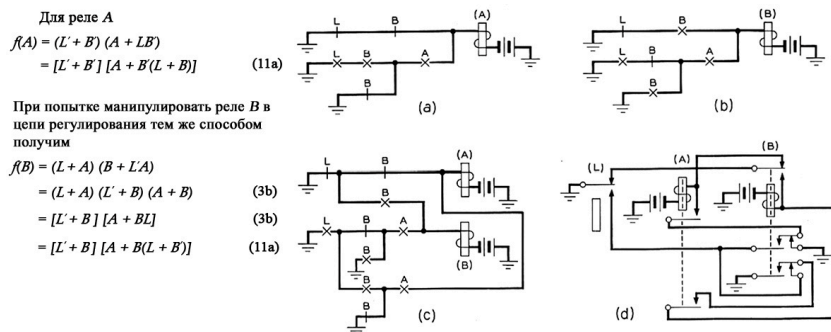 Для реле A
f(A) = (L′ + B′) (A + LB′)
= [L′ + B′] [A + B′(L + B)] (11a)
При попытке манипулировать реле B в
цепи регулирования тем же способом
получим
f(B) = (L + A) (B + L′A)
= (L + A) (L′ + B) (A + B) (3b)
= [L′ + B ] [A + BL] (3b)
= [L′ + B] [A + B(L + B′)] (11a)
L B (A)
L B A
B
(a)
L B (B)
L B A
B
(b)
L B (A)
B
L B A
B (B)
B A
B
(c)
(L) (A) (B)
(d)